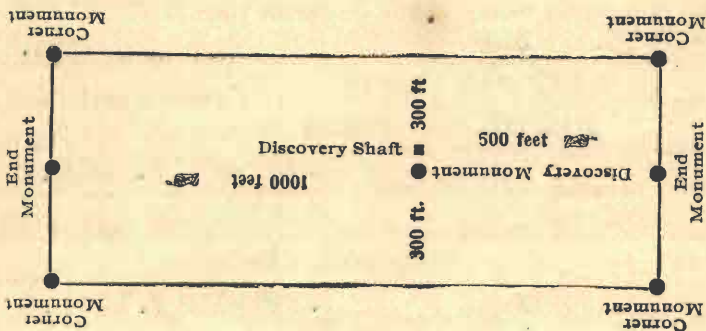 Corner
Monument
Corner
Monument
End
Monument
300 ft
Discovery Shaft
500 feet
Discovery Monument
1000 feet
300 ft.
End
Monument
Corner
Monument
Corner
Monument